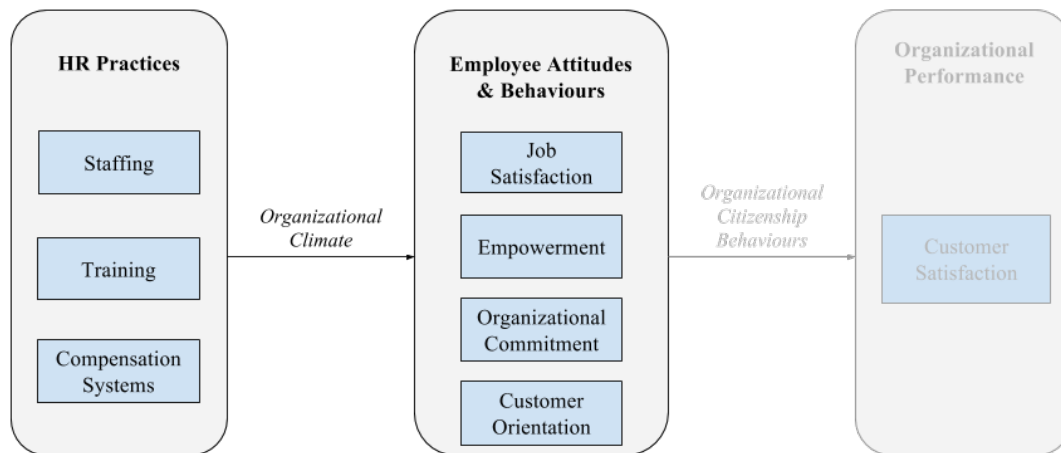 HR Practices
Staffing
Training
Compensation
Systems
Organizational
Climate
Employee Attitudes
& Behaviours
Job
Satisfaction
Empowerment
Organizational
Commitment
Customer
Orientation
Organizational
Citizenship
Behaviours
Organizational
Performance
Customer
Satisfaction